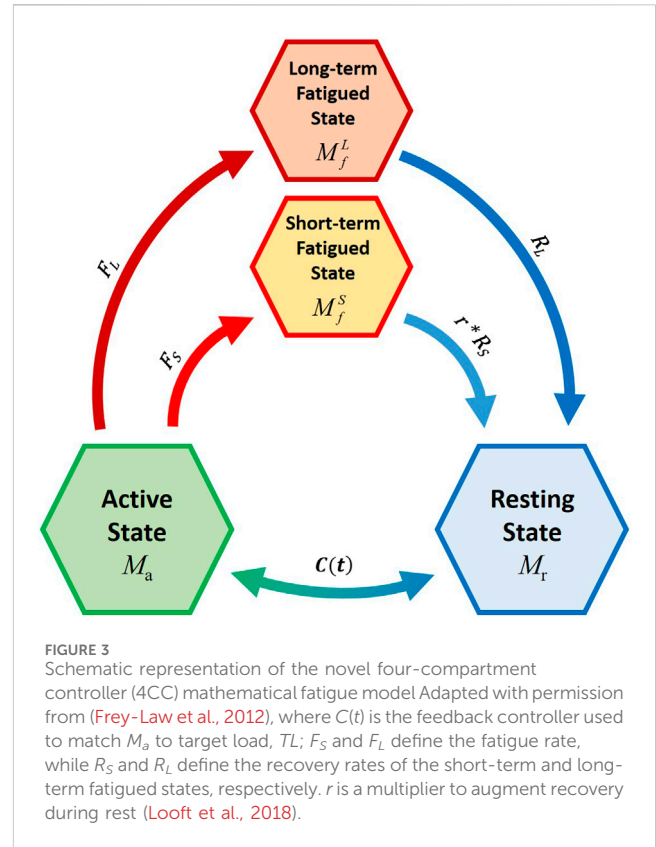 Long-term
Fatigued
State
M_f^L
Short-term
Fatigued
State
M_f^S
F_L
R_L
F_S
r * R_S
Active
State
M_a
Resting
State
M_r
C(t)
FIGURE 3
Schematic representation of the novel four-compartment
controller (4CC) mathematical fatigue model Adapted with permission
from (Frey-Law et al., 2012), where C(t) is the feedback controller used
to match M_a to target load, TL; F_S and F_L define the fatigue rate,
while R_S and R_L define the recovery rates of the short-term and long-
term fatigued states, respectively. r is a multiplier to augment recovery
during rest (Looft et al., 2018).